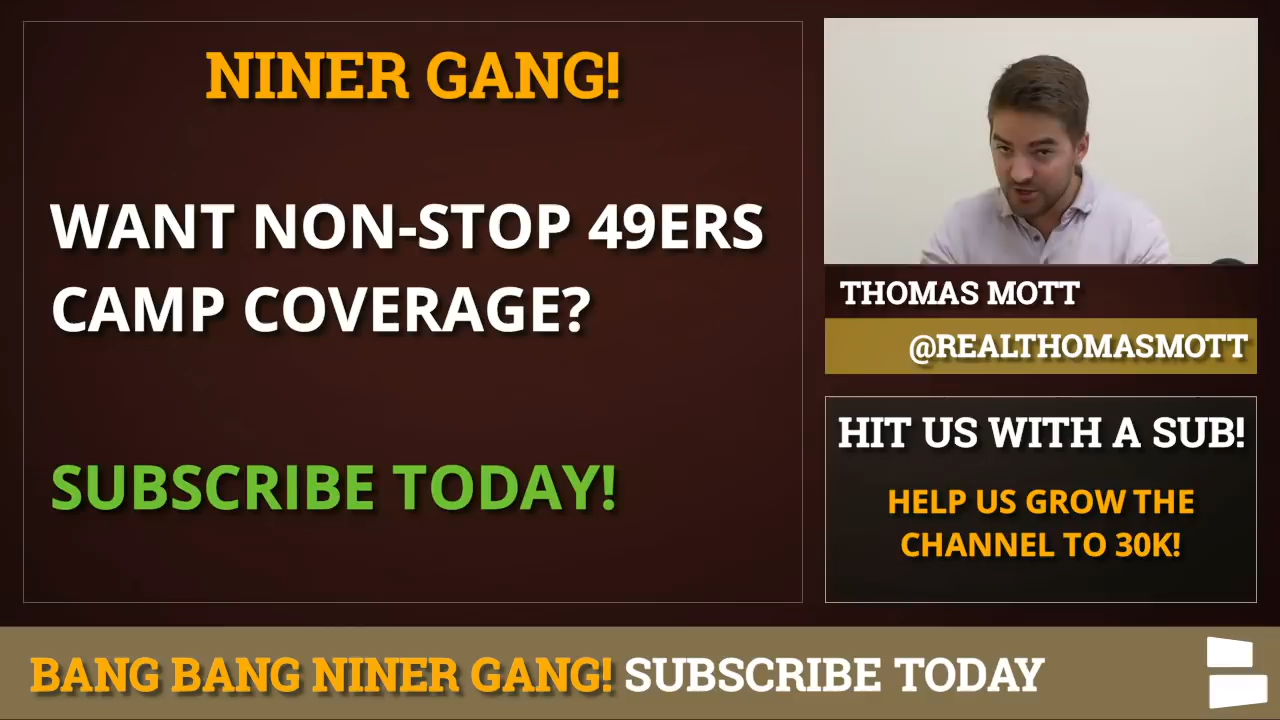 NINER GANG!
WANT NON-STOP 49ERS
CAMP COVERAGE?
SUBSCRIBE TODAY!
THOMAS MOTT
@REALTHOMASMOTT
HIT US WITH A SUB!
HELP US GROW THE
CHANNEL TO 30K!
BANG BANG NINER GANG! SUBSCRIBE TODAY